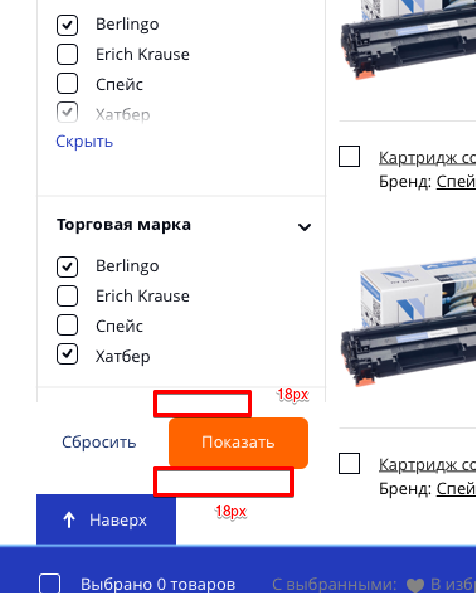 Berlingo
Erich Krause
Спейс
Хатбер
Скрыть
Картридж со
Бренд: Спей
Торговая марка
Berlingo
Erich Krause
Спейс
Хатбер
18px
Сбросить
Показать
Картридж со
Бренд: Спей
18px
Наверх
Выбрано 0 товаров
С выбранными:
В избр